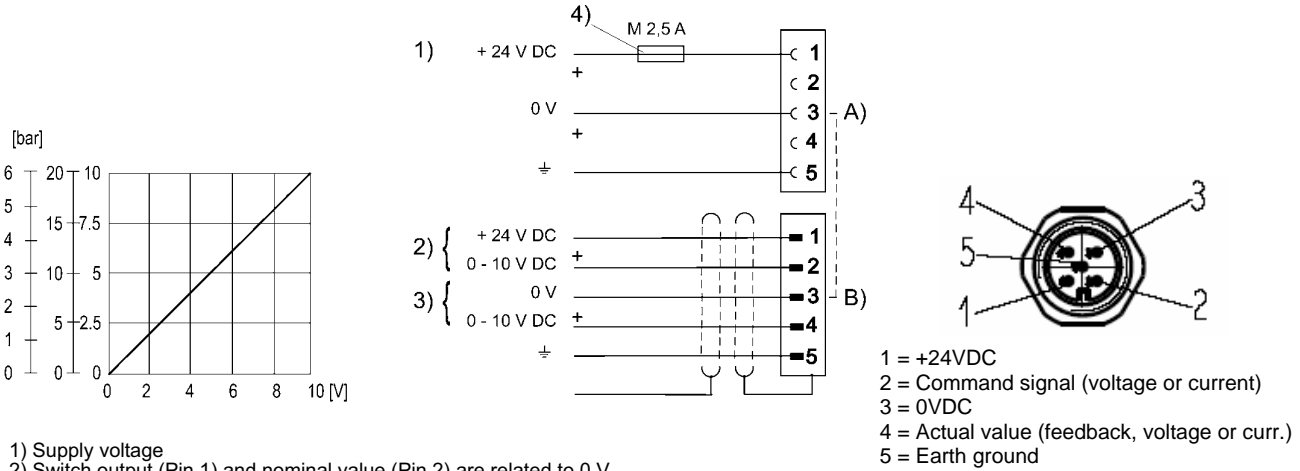 4)
M 2,5 A
1) + 24 V DC 1
+
2
0 V 3 A)
+
4
5
[bar]
6 20 10
5
15 7.5
4
3 10 5
2
5 2.5
1
0 0 0
0 2 4 6 8 10 [V]
2) { + 24 V DC 1
0 - 10 V DC + 2
3) { 0 V 3 B)
0 - 10 V DC + 4
5
4 3
5
1 2
1 = +24VDC
2 = Command signal (voltage or current)
3 = 0VDC
4 = Actual value (feedback, voltage or curr.)
5 = Earth ground
1) Supply voltage
2) Switch output (Pin 1) and nominal value (Pin 2) are related to 0 V